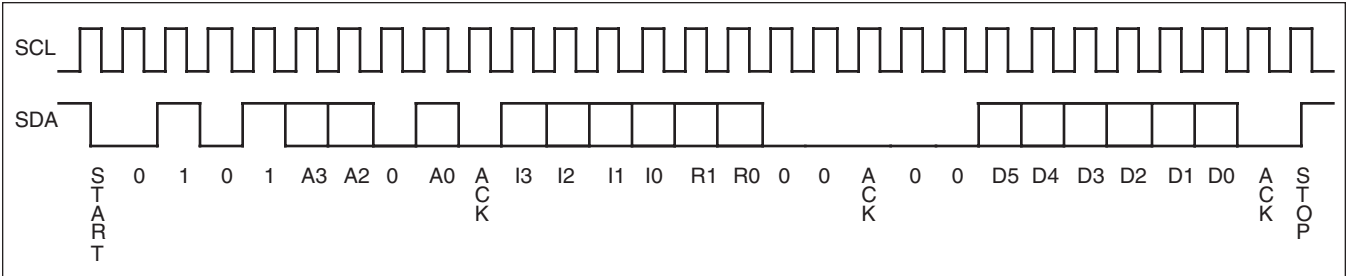 SCL
SDA
START 0 1 0 1 A3 A2 0 A0 ACK I3 I2 I1 I0 R1 R0 0 0 ACK 0 0 D5 D4 D3 D2 D1 D0 ACK STOP